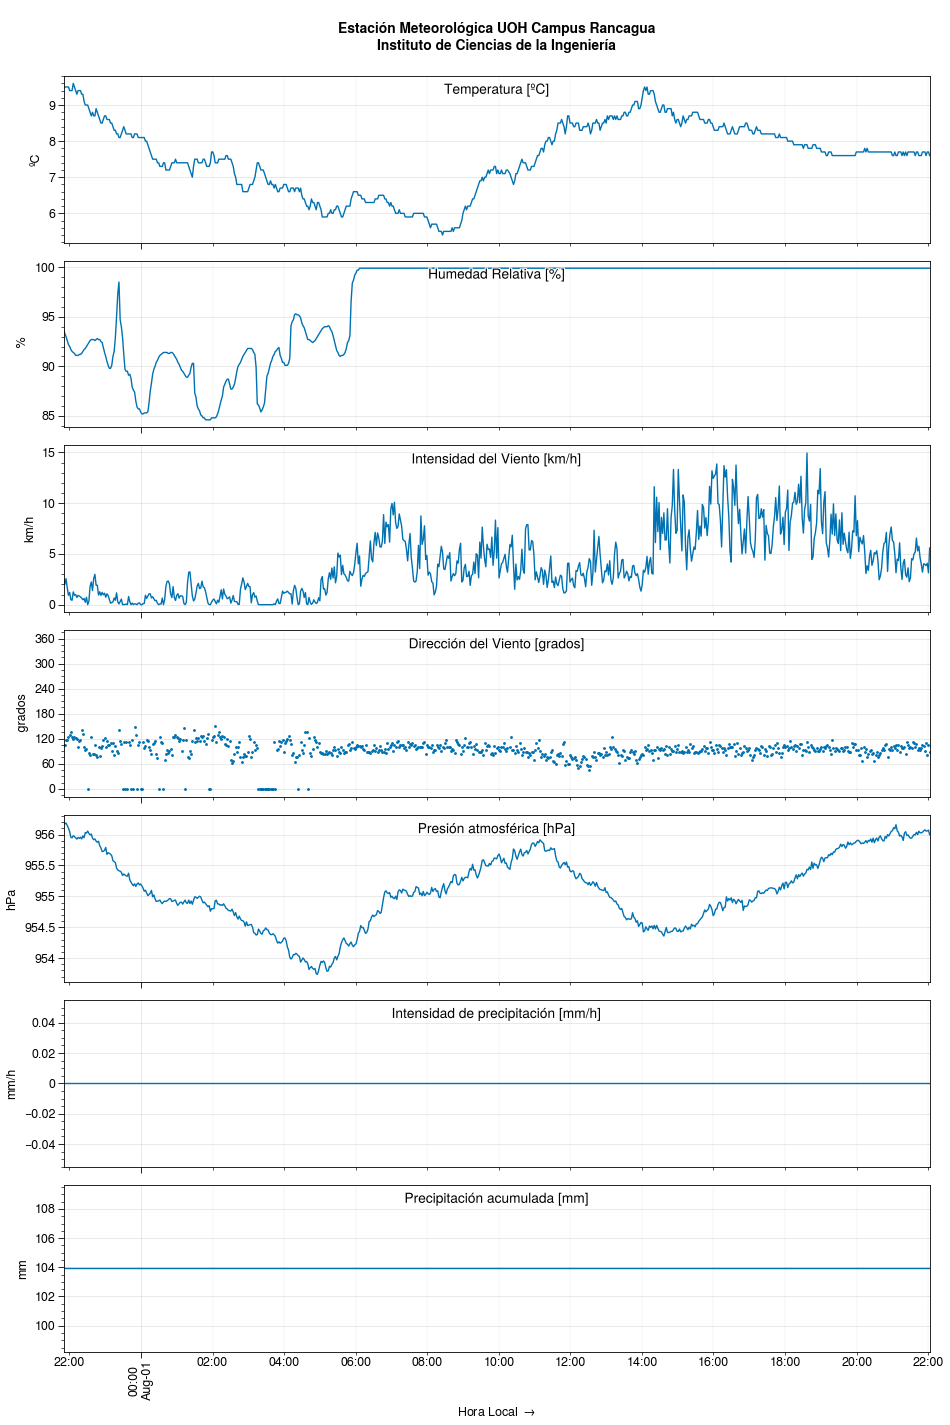 Estación Meteorológica UOH Campus Rancagua
Instituto de Ciencias de la Ingeniería
Temperatura [ºC]
9
8
7
6
ºC
Humedad Relativa [%]
100
95
90
85
%
Intensidad del Viento [km/h]
15
10
5
0
km/h
Dirección del Viento [grados]
360
300
240
180
120
60
0
grados
Presión atmosférica [hPa]
956
955.5
955
954.5
954
hPa
Intensidad de precipitación [mm/h]
0.04
0.02
0
−0.02
−0.04
mm/h
Precipitación acumulada [mm]
108
106
104
102
100
mm
22:00
00:00
Aug-01
02:00
04:00
06:00
08:00
10:00
12:00
14:00
16:00
18:00
20:00
22:00
Hora Local →